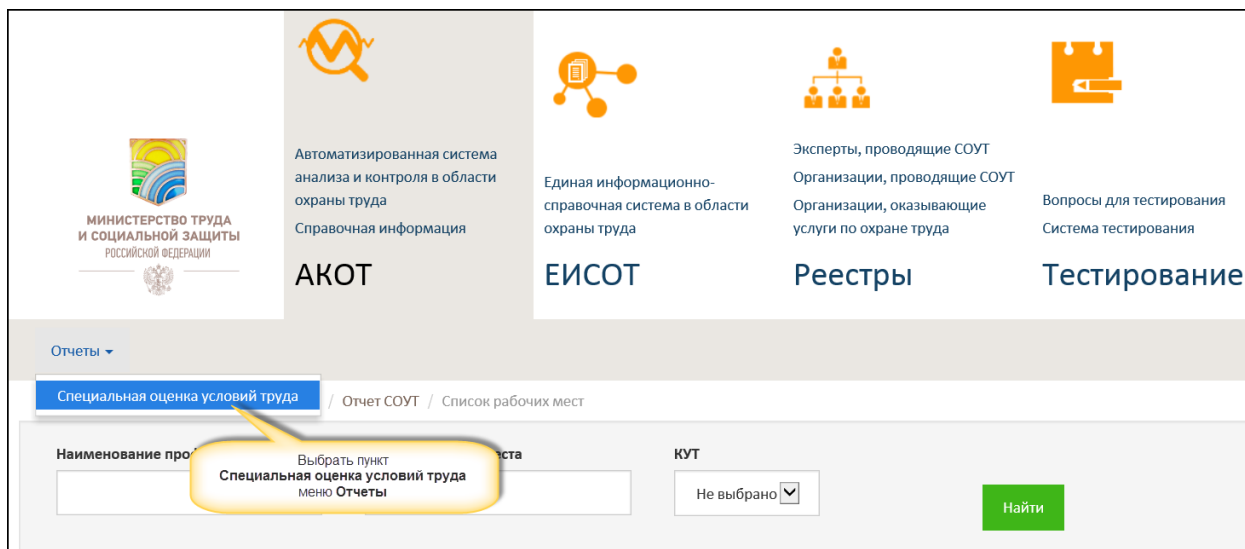 МИНИСТЕРСТВО ТРУДА
И СОЦИАЛЬНОЙ ЗАЩИТЫ
РОССИЙСКОЙ ФЕДЕРАЦИИ
Автоматизированная система
анализа и контроля в области
охраны труда
Справочная информация
АКОТ
Единая информационно-
справочная система в области
охраны труда
ЕИСОТ
Эксперты, проводящие СОУТ
Организации, проводящие СОУТ
Организации, оказывающие
услуги по охране труда
Реестры
Вопросы для тестирования
Система тестирования
Тестирование
Отчеты
Специальная оценка условий труда
/ Отчет СОУТ / Список рабочих мест
Наименование
КУТ
Выбрать пункт
Специальная оценка условий труда
меню Отчеты
Не выбрано
Найти